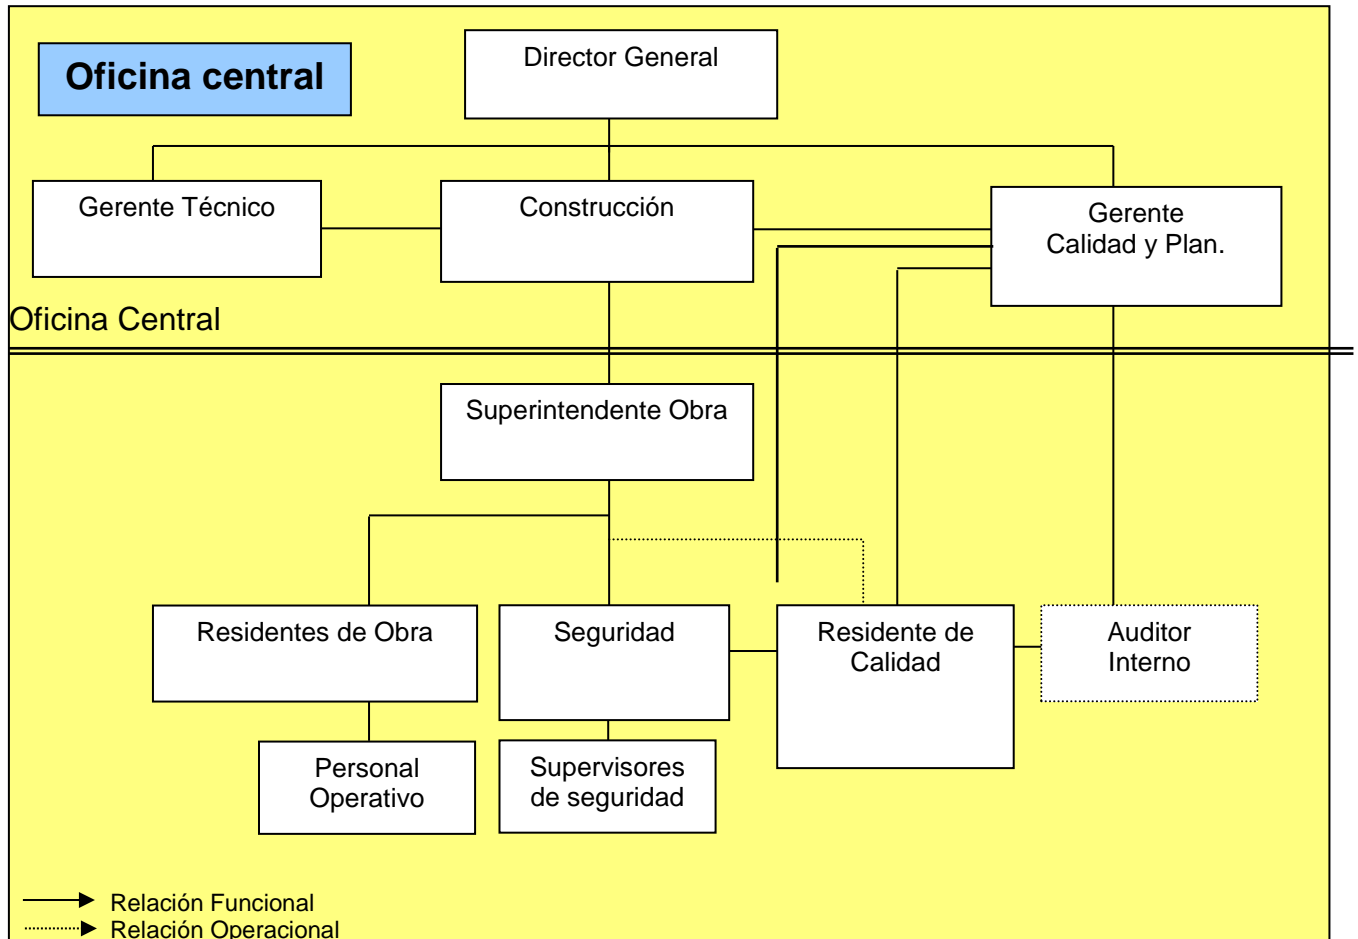 Oficina central
Director General
Gerente Técnico
Construcción
Gerente
Calidad y Plan.
Oficina Central
Superintendente Obra
Residentes de Obra
Seguridad
Residente de
Calidad
Auditor
Interno
Personal
Operativo
Supervisores
de seguridad
Relación Funcional
Relación Operacional